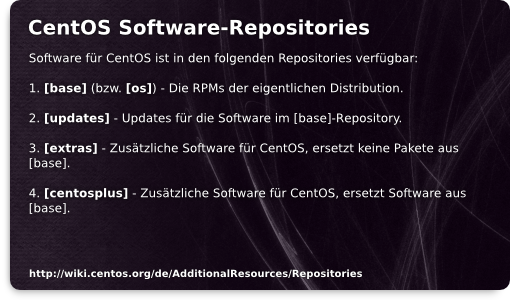 CentOS Software-Repositories
Software für CentOS ist in den folgenden Repositories verfügbar:
1. [base] (bzw. [os]) - Die RPMs der eigentlichen Distribution.
2. [updates] - Updates für die Software im [base]-Repository.
3. [extras] - Zusätzliche Software für CentOS, ersetzt keine Pakete aus
[base].
4. [centosplus] - Zusätzliche Software für CentOS, ersetzt Software aus
[base].
http://wiki.centos.org/de/AdditionalResources/Repositories